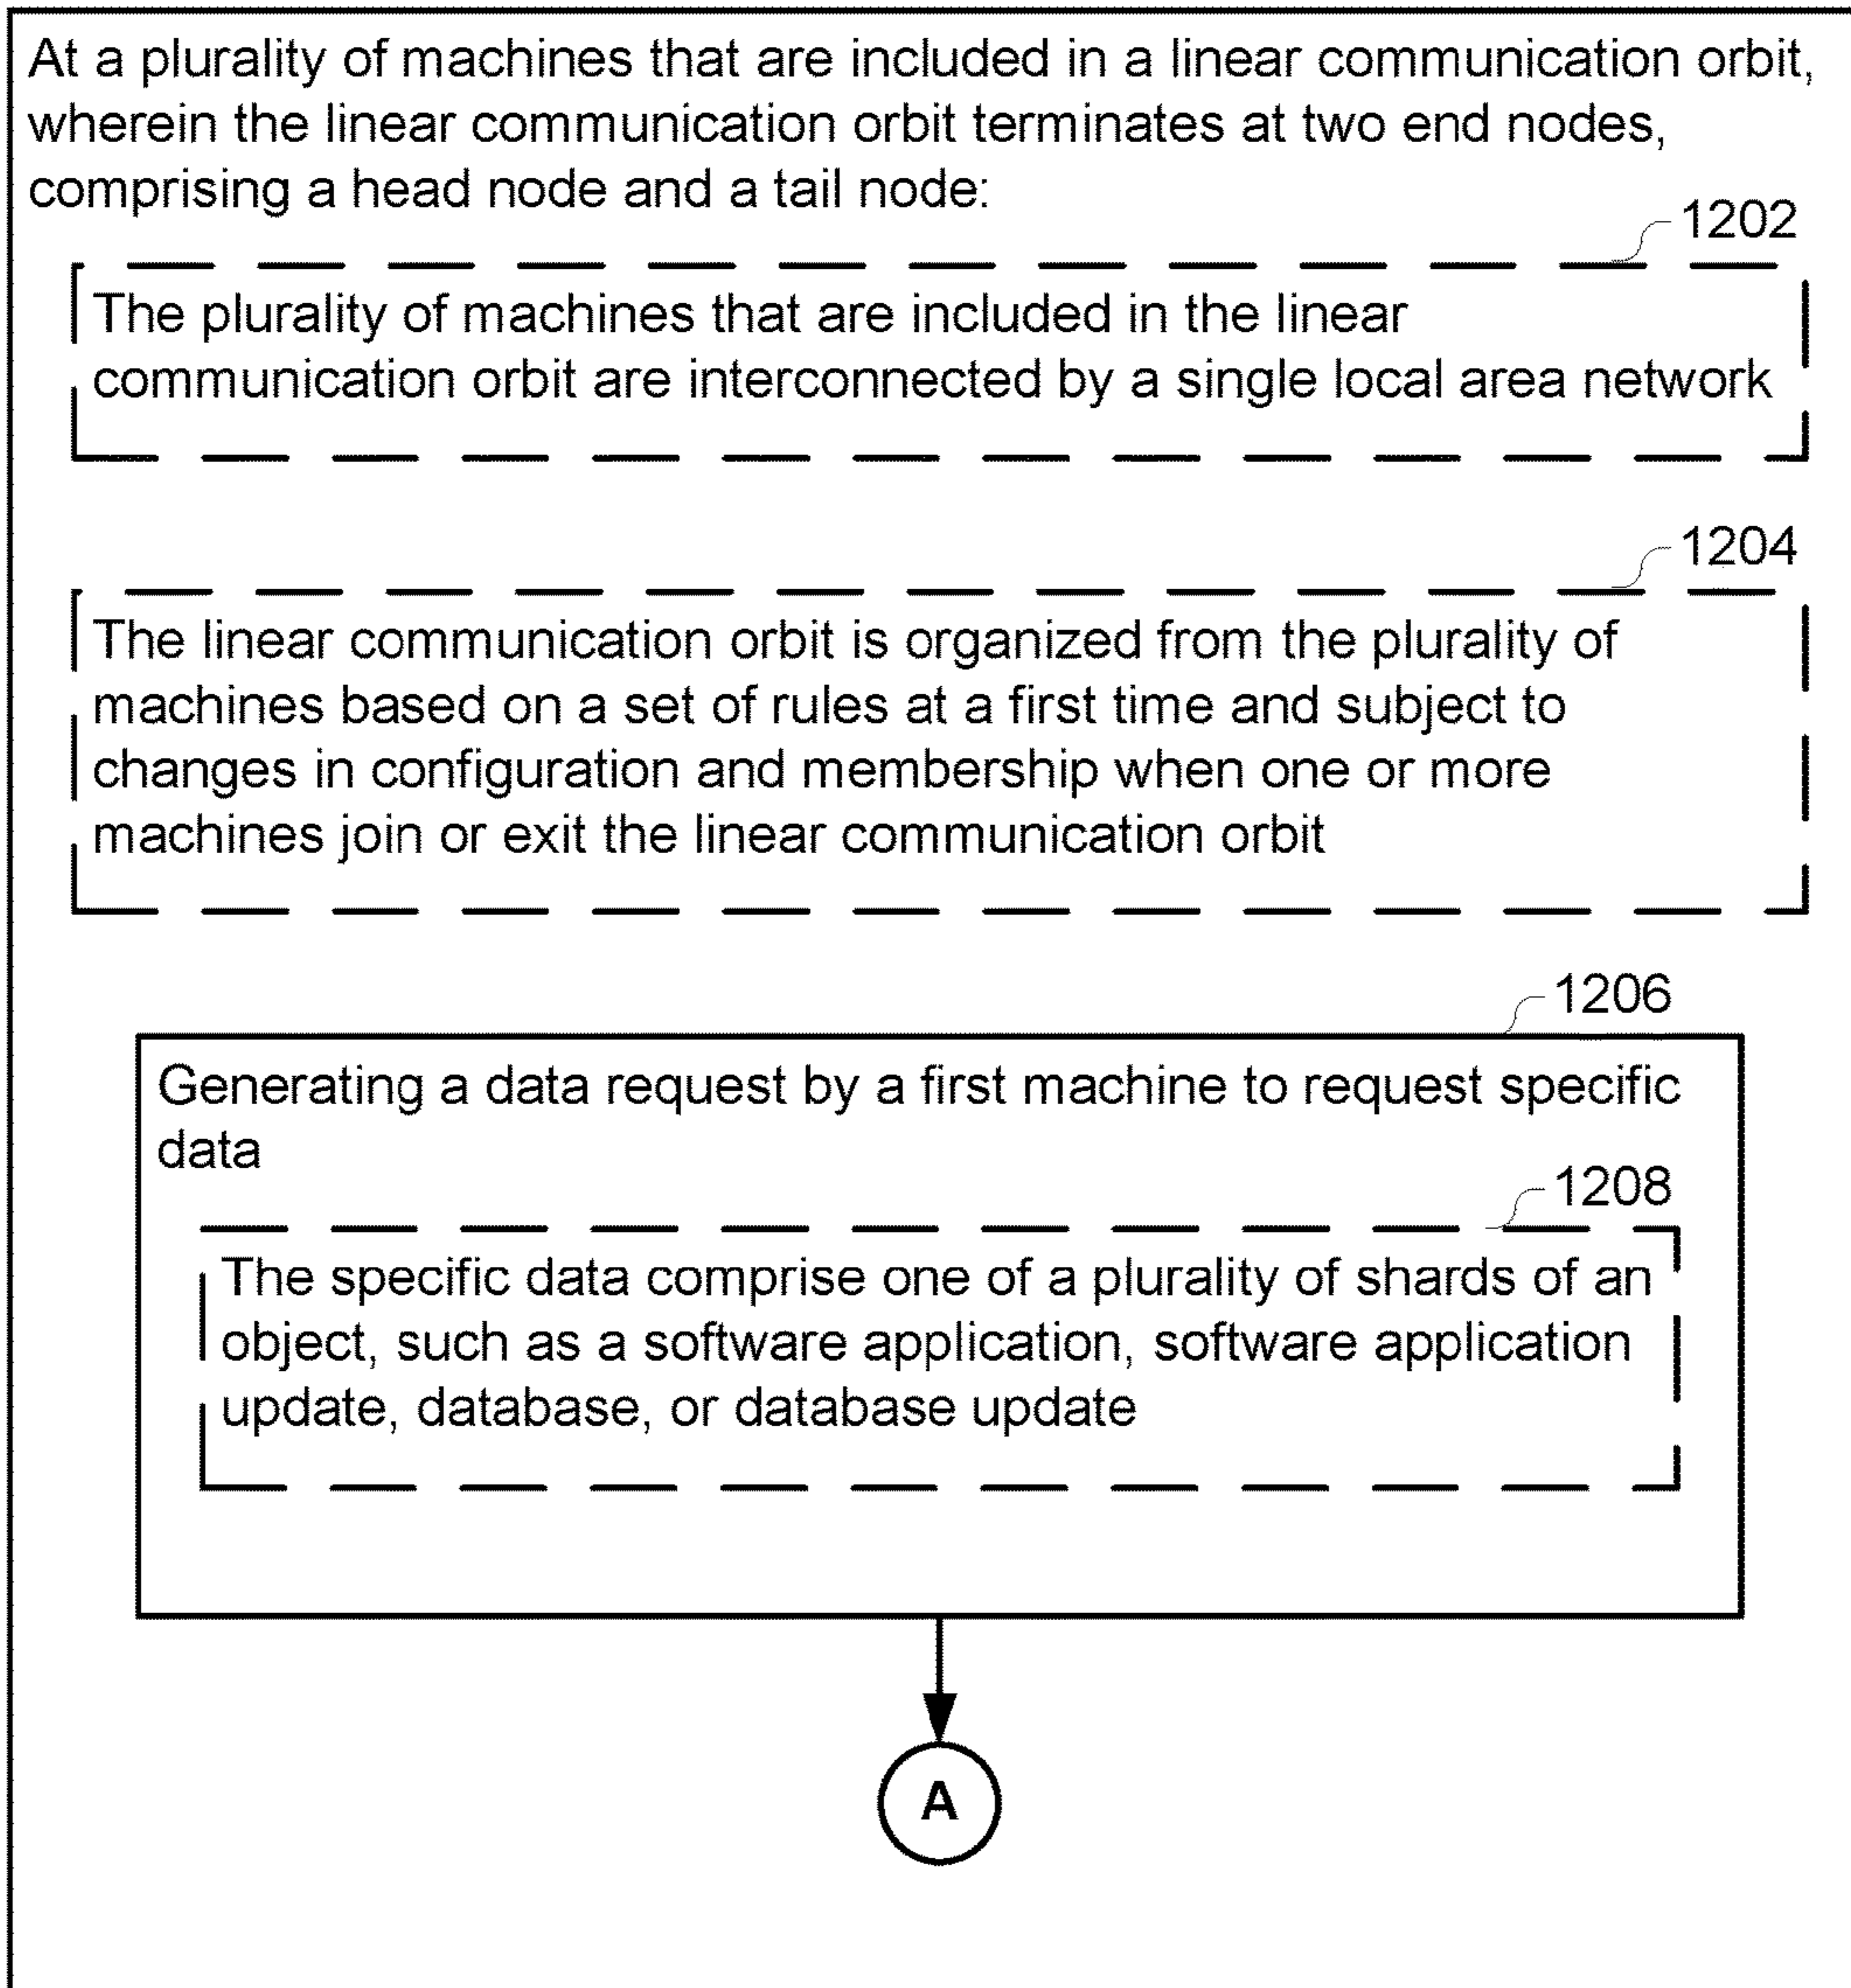 At a plurality of machines that are included in a linear communication orbit,
wherein the linear communication orbit terminates at two end nodes,
comprising a head node and a tail node:
1202
The plurality of machines that are included in the linear
communication orbit are interconnected by a single local area network
1204
The linear communication orbit is organized from the plurality of
machines based on a set of rules at a first time and subject to
changes in configuration and membership when one or more
machines join or exit the linear communication orbit
1206
Generating a data request by a first machine to request specific
data
1208
The specific data comprise one of a plurality of shards of an
object, such as a software application, software application
update, database, or database update
A